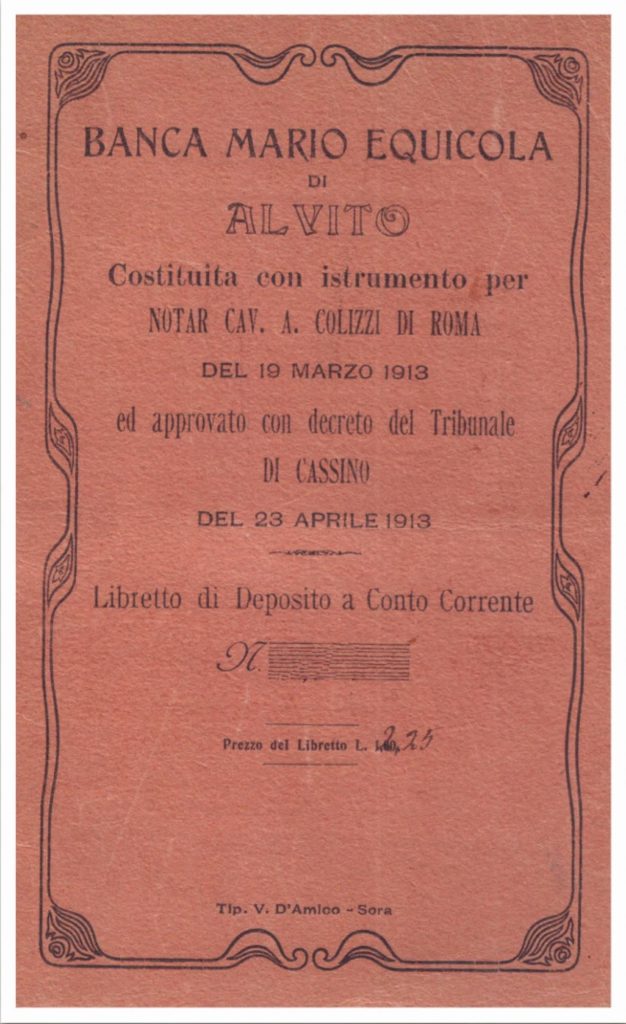 BANCA MARIO EQUICOLA
DI
ALVITO
Costituita con istrumento per
NOTAR CAV. A. COLIZZI DI ROMA
DEL 19 MARZO 1913
ed approvato con decreto del Tribunale
DI CASSINO
DEL 23 APRILE 1913
Libretto di Deposito a Conto Corrente
N.
Prezzo del Libretto L. 2,25
Tip. V. D'Amico - Sora